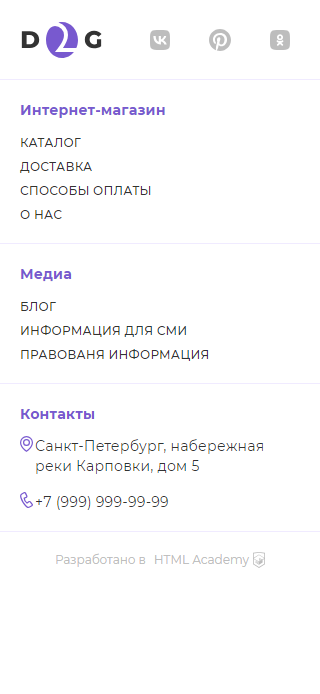 D2G
Интернет-магазин
КАТАЛОГ
ДОСТАВКА
СПОСОБЫ ОПЛАТЫ
О НАС
Медиа
БЛОГ
ИНФОРМАЦИЯ ДЛЯ СМИ
ПРАВОВАНЯ ИНФОРМАЦИЯ
Контакты
Санкт-Петербург, набережная
реки Карповки, дом 5
+7 (999) 999-99-99
Разработано в HTML Academy